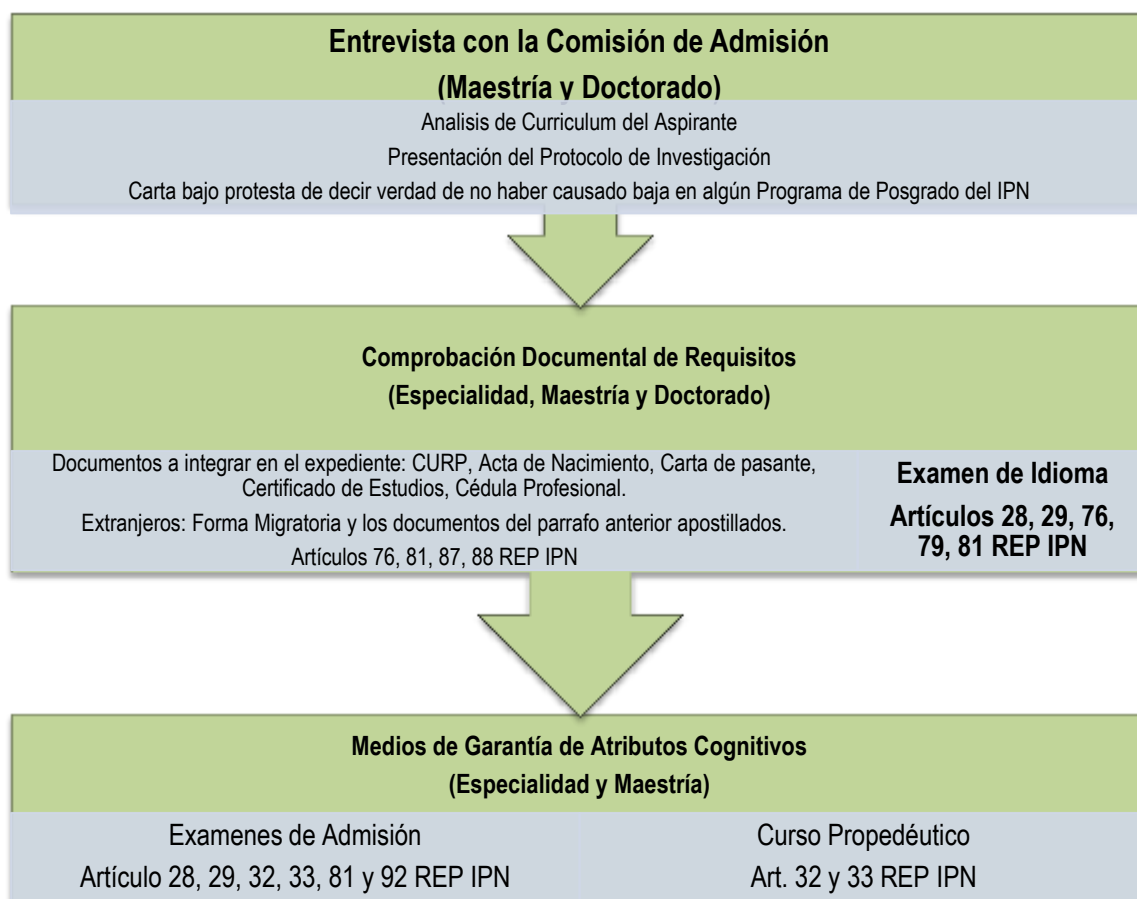 Entrevista con la Comisión de Admisión
(Maestría y Doctorado)
Analisis de Curriculum del Aspirante
Presentación del Protocolo de Investigación
Carta bajo protesta de decir verdad de no haber causado baja en algún Programa de Posgrado del IPN
Comprobación Documental de Requisitos
(Especialidad, Maestría y Doctorado)
Documentos a integrar en el expediente: CURP, Acta de Nacimiento, Carta de pasante,
Certificado de Estudios, Cédula Profesional.
Extranjeros: Forma Migratoria y los documentos del parrafo anterior apostillados.
Artículos 76, 81, 87, 88 REP IPN
Examen de Idioma
Artículos 28, 29, 76,
79, 81 REP IPN
Medios de Garantía de Atributos Cognitivos
(Especialidad y Maestría)
Examenes de Admisión
Artículo 28, 29, 32, 33, 81 y 92 REP IPN
Curso Propedéutico
Art. 32 y 33 REP IPN